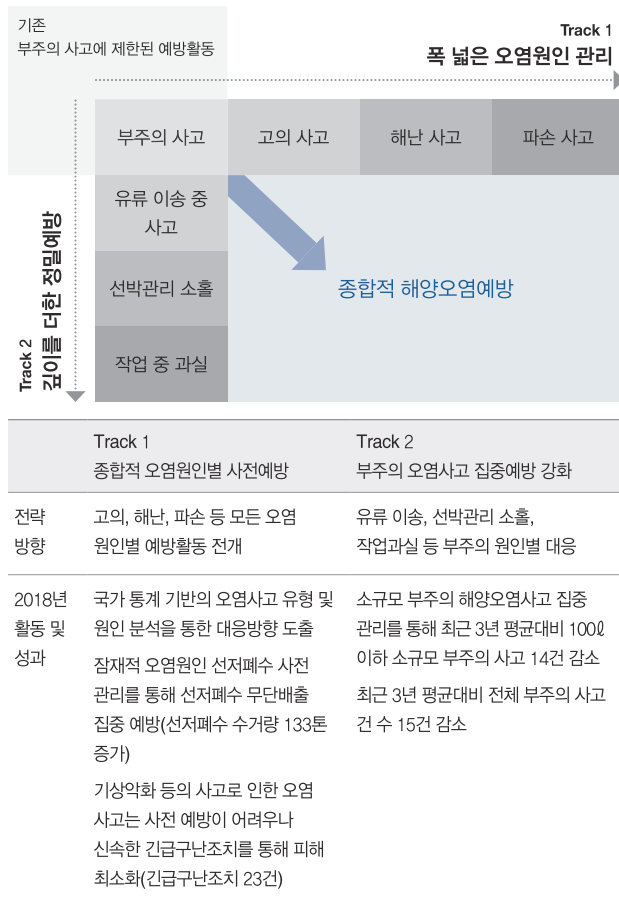 기존
부주의 사고에 제한된 예방활동
Track 1
폭 넓은 오염원인 관리
부주의 사고
고의 사고
해난 사고
파손 사고
Track 2
깊이를 더한 정밀예방
유류 이송 중
사고
선박관리 소홀
작업 중 과실
종합적 해양오염예방
Track 1
종합적 오염원인별 사전예방
Track 2
부주의 오염사고 집중예방 강화
전략
방향
고의, 해난, 파손 등 모든 오염
원인별 예방활동 전개
유류 이송, 선박관리 소홀,
작업과실 등 부주의 원인별 대응
2018년
활동 및
성과
국가 통계 기반의 오염사고 유형 및
원인 분석을 통한 대응방향 도출
잠재적 오염원인 선저폐수 사전
관리를 통해 선저폐수 무단배출
집중 예방(선저폐수 수거량 133톤
증가)
기상악화 등의 사고로 인한 오염
사고는 사전 예방이 어려우나
신속한 긴급구난조치를 통해 피해
최소화(긴급구난조치 23건)
소규모 부주의 해양오염사고 집중
관리를 통해 최근 3년 평균대비 100ℓ
이하 소규모 부주의 사고 14건 감소
최근 3년 평균대비 전체 부주의 사고
건 수 15건 감소